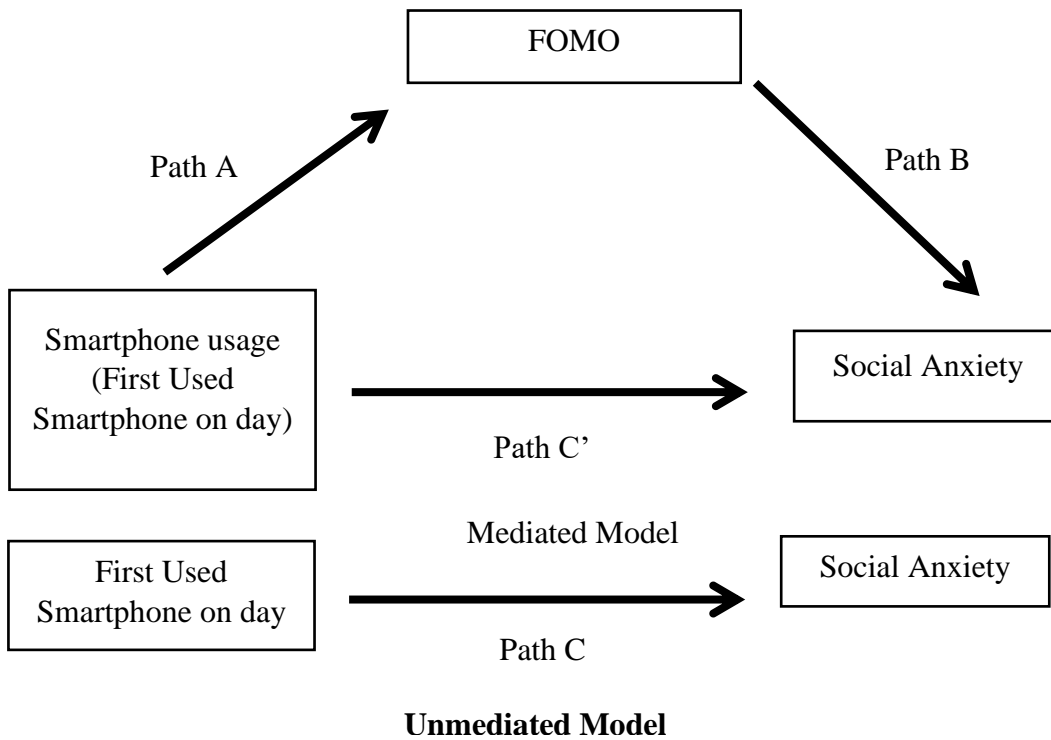 FOMO
Path A
Path B
Smartphone usage
(First Used
Smartphone on day)
Social Anxiety
Path C’
Mediated Model
First Used
Smartphone on day
Social Anxiety
Path C
Unmediated Model